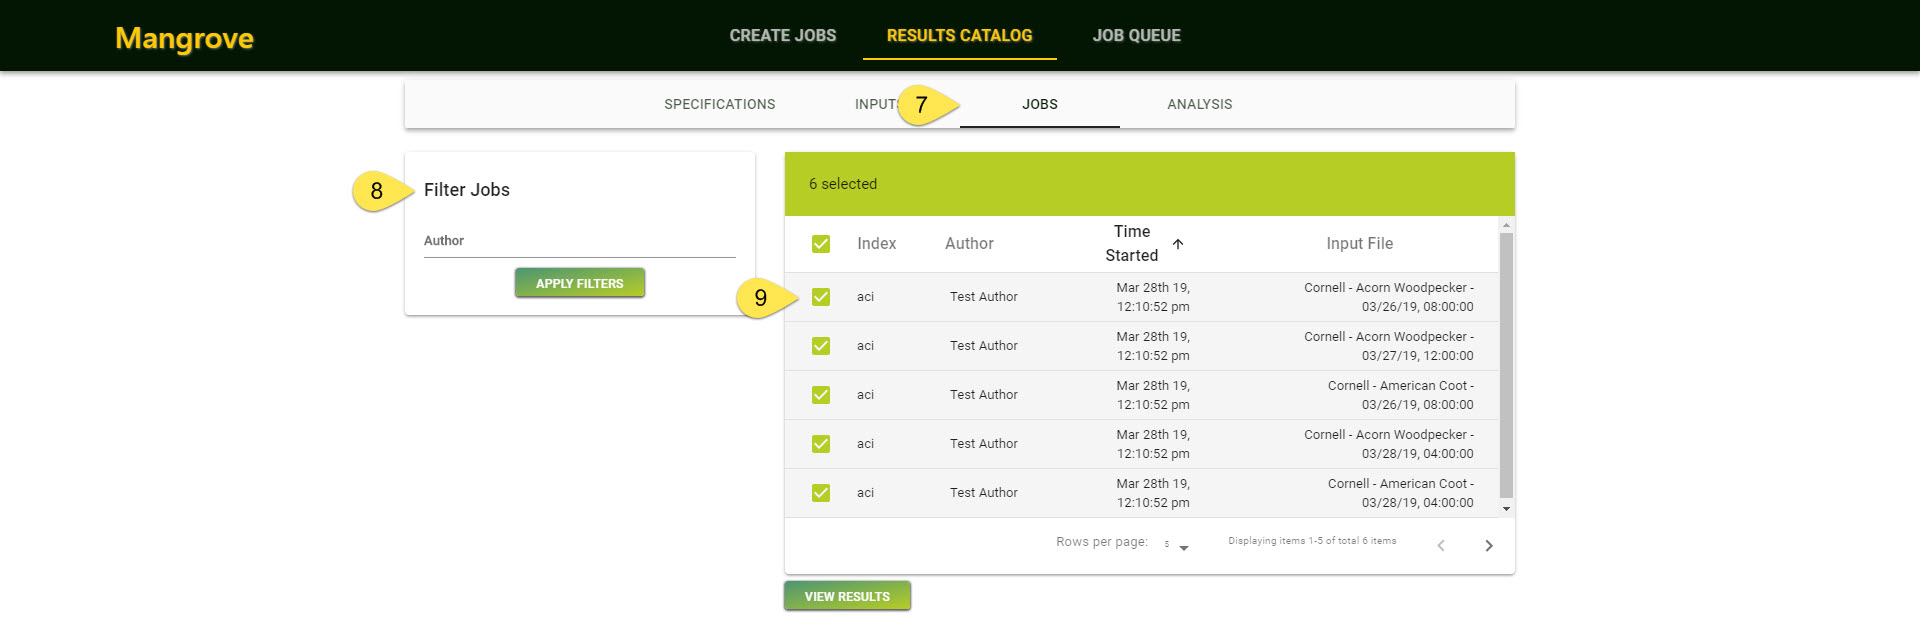 Mangrove
CREATE JOBS
RESULTS CATALOG
JOB QUEUE
SPECIFICATIONS
INPUTS
7
JOBS
ANALYSIS
8
Filter Jobs
Author
APPLY FILTERS
6 selected
Index
Author
Time
Started
Input File
9
aci
Test Author
Mar 28th 19,
12:10:52 pm
Cornell - Acorn Woodpecker -
03/26/19, 08:00:00
aci
Test Author
Mar 28th 19,
12:10:52 pm
Cornell - Acorn Woodpecker -
03/27/19, 12:00:00
aci
Test Author
Mar 28th 19,
12:10:52 pm
Cornell - American Coot -
03/26/19, 08:00:00
aci
Test Author
Mar 28th 19,
12:10:52 pm
Cornell - Acorn Woodpecker -
03/28/19, 04:00:00
aci
Test Author
Mar 28th 19,
12:10:52 pm
Cornell - American Coot -
03/28/19, 04:00:00
Rows per page:
5
Displaying items 1-5 of total 6 items
VIEW RESULTS